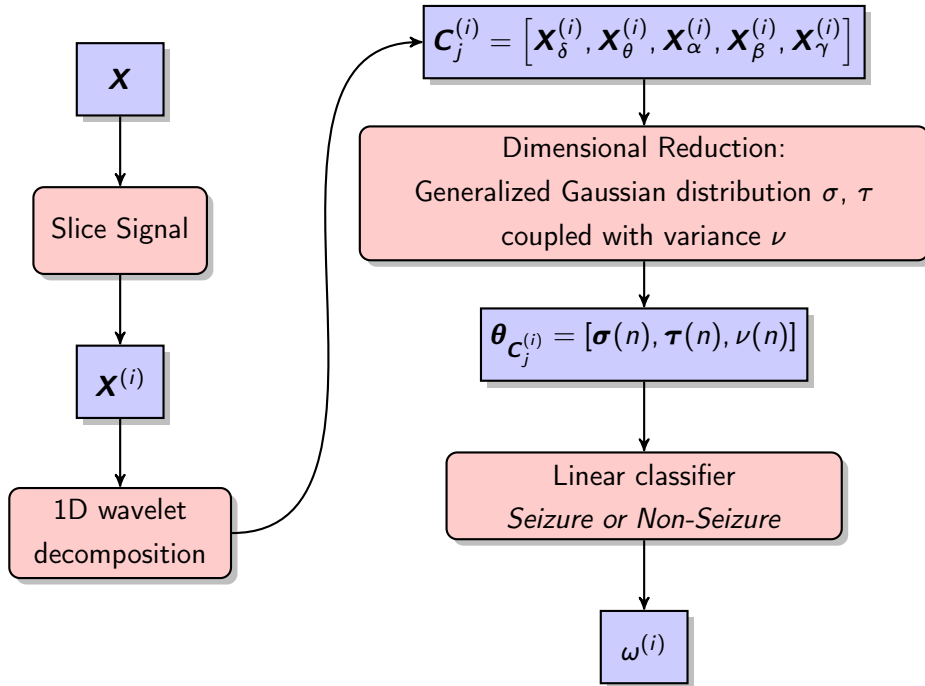 X
Slice Signal
X^{(i)}
1D wavelet
decomposition
C_j^{(i)} = [X_δ^{(i)}, X_θ^{(i)}, X_α^{(i)}, X_β^{(i)}, X_γ^{(i)}]
Dimensional Reduction:
Generalized Gaussian distribution σ, τ
coupled with variance ν
θ_{C_j^{(i)}} = [σ(n), τ(n), ν(n)]
Linear classifier
Seizure or Non-Seizure
ω^{(i)}